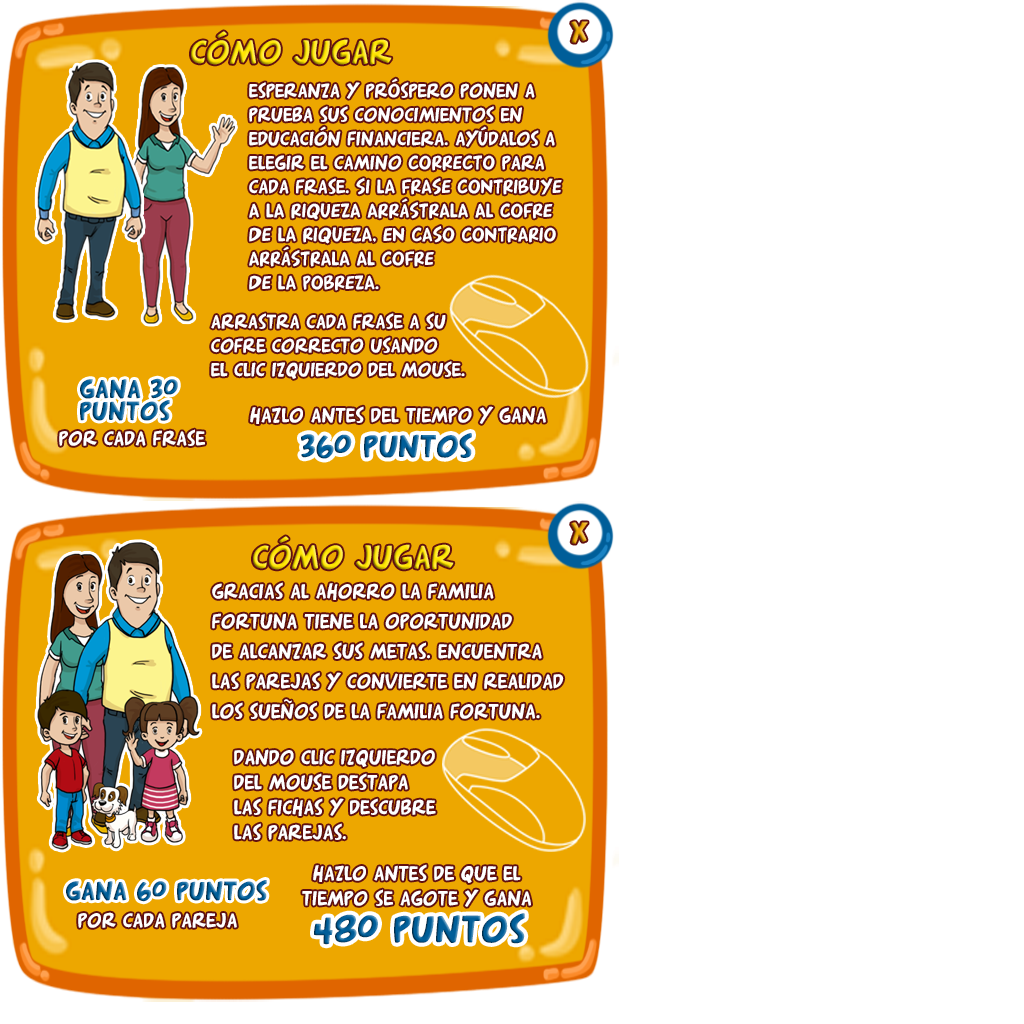 X
CÓMO JUGAR
ESPERANZA Y PRÓSPERO PONEN A
PRUEBA SUS CONOCIMIENTOS EN
EDUCACIÓN FINANCIERA. AYÚDALOS A
ELEGIR EL CAMINO CORRECTO PARA
CADA FRASE. SI LA FRASE CONTRIBUYE
A LA RIQUEZA ARRÁSTRALA AL COFRE
DE LA RIQUEZA, EN CASO CONTRARIO
ARRÁSTRALA AL COFRE
DE LA POBREZA.
ARRASTRA CADA FRASE A SU
COFRE CORRECTO USANDO
EL CLIC IZQUIERDO DEL MOUSE.
GANA 30
PUNTOS
POR CADA FRASE
HAZLO ANTES DEL TIEMPO Y GANA
360 PUNTOS
X
CÓMO JUGAR
GRACIAS AL AHORRO LA FAMILIA
FORTUNA TIENE LA OPORTUNIDAD
DE ALCANZAR SUS METAS. ENCUENTRA
LAS PAREJAS Y CONVIERTE EN REALIDAD
LOS SUEÑOS DE LA FAMILIA FORTUNA.
DANDO CLIC IZQUIERDO
DEL MOUSE DESTAPA
LAS FICHAS Y DESCUBRE
LAS PAREJAS.
GANA 60 PUNTOS
POR CADA PAREJA
HAZLO ANTES DE QUE EL
TIEMPO SE AGOTE Y GANA
480 PUNTOS